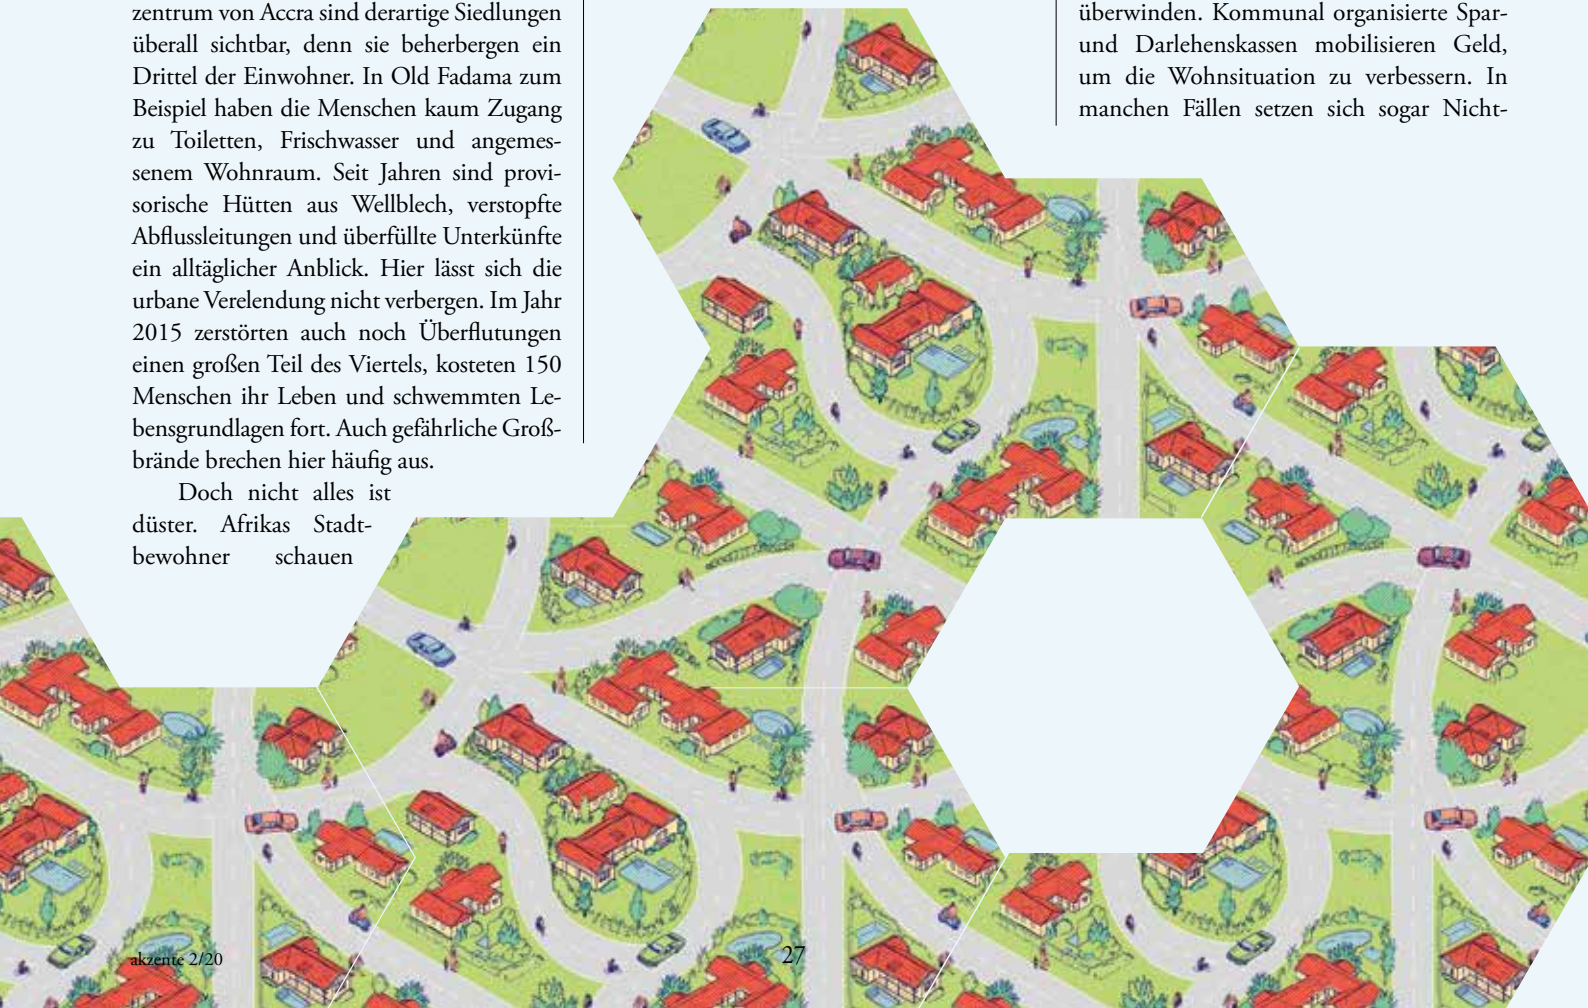 zentrum von Accra sind derartige Siedlungen
überall sichtbar, denn sie beherbergen ein
Drittel der Einwohner. In Old Fadama zum
Beispiel haben die Menschen kaum Zugang
zu Toiletten, Frischwasser und angemes-
senem Wohnraum. Seit Jahren sind provi-
sorische Hütten aus Wellblech, verstopfte
Abflussleitungen und überfüllte Unterkünfte
ein alltäglicher Anblick. Hier lässt sich die
urbane Verelendung nicht verbergen. Im Jahr
2015 zerstörten auch noch Überflutungen
einen großen Teil des Viertels, kosteten 150
Menschen ihr Leben und schwemmten Le-
bensgrundlagen fort. Auch gefährliche Groß-
brände brechen hier häufig aus.
Doch nicht alles ist
düster. Afrikas Stadt-
bewohner schauen
überwinden. Kommunal organisierte Spar-
und Darlehenskassen mobilisieren Geld,
um die Wohnsituation zu verbessern. In
manchen Fällen setzen sich sogar Nicht-
akzente 2/20
27